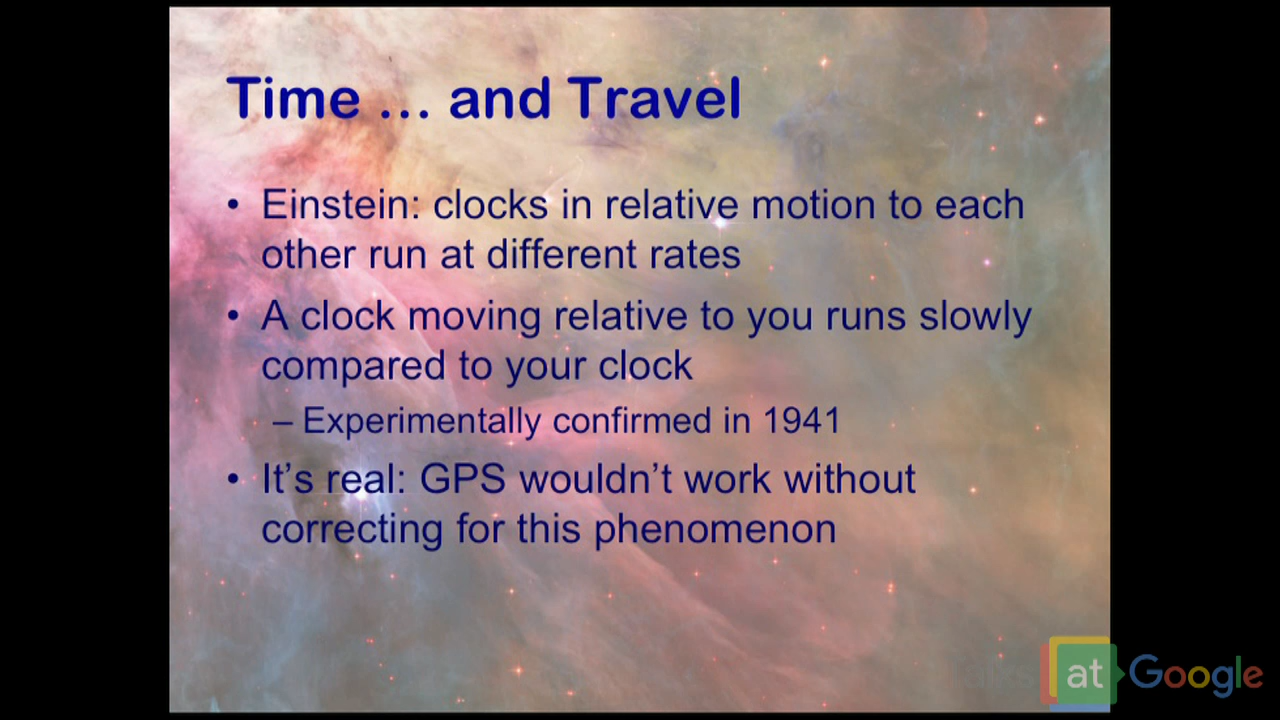 Time … and Travel
• Einstein: clocks in relative motion to each
other run at different rates
• A clock moving relative to you runs slowly
compared to your clock
– Experimentally confirmed in 1941
• It’s real: GPS wouldn’t work without
correcting for this phenomenon
at Google